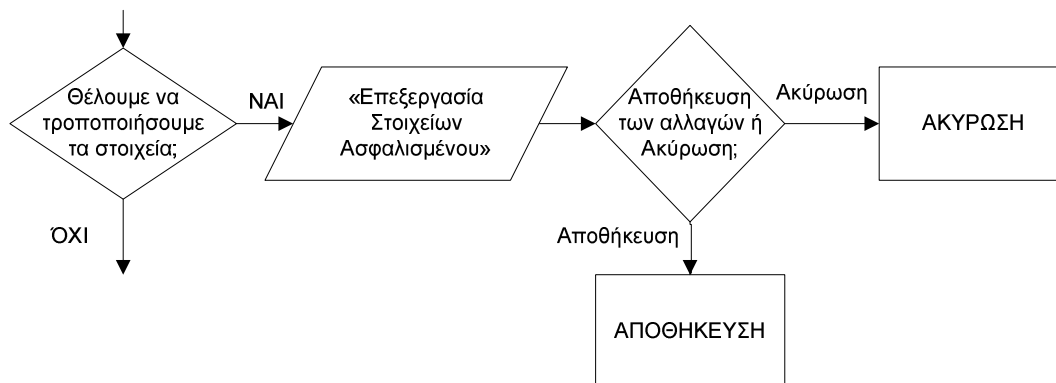 Θέλουμε να
τροποποιήσουμε
τα στοιχεία;
ΝΑΙ
«Επεξεργασία
Στοιχείων
Ασφαλισμένου»
Αποθήκευση
των αλλαγών ή
Ακύρωση;
Ακύρωση
ΑΚΥΡΩΣΗ
ΌΧΙ
Αποθήκευση
ΑΠΟΘΗΚΕΥΣΗ